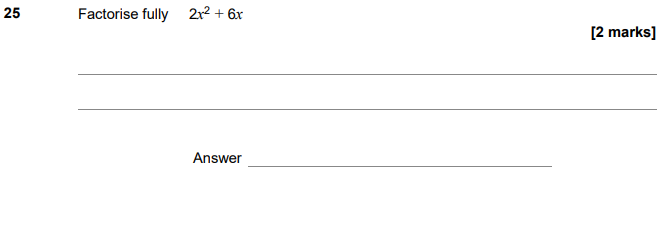 25 Factorise fully 2x² + 6x
[2 marks]
Answer